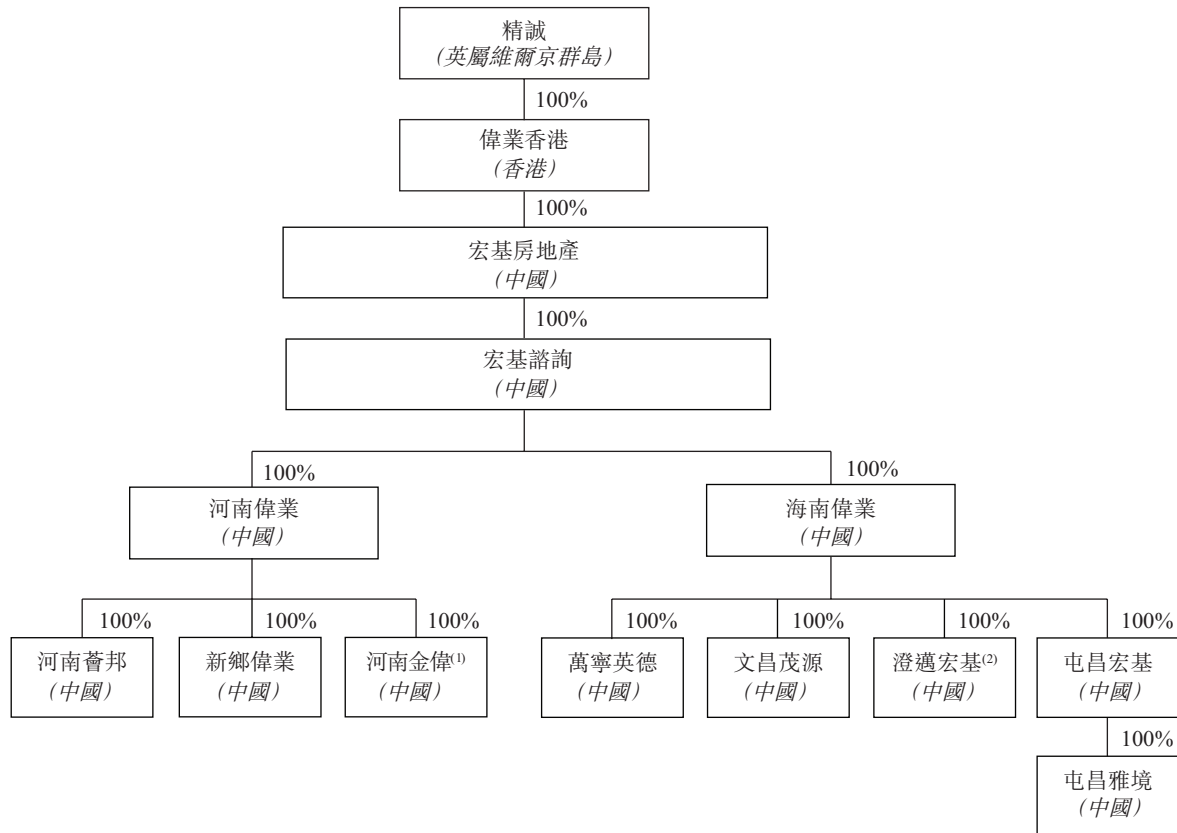 精誠
（英屬維爾京群島）
100%
偉業香港
（香港）
100%
宏基房地產
（中國）
100%
宏基諮詢
（中國）
100%
100%
河南偉業
（中國）
海南偉業
（中國）
100%
100%
100%
100%
100%
100%
100%
河南薈邦
（中國）
新鄉偉業
（中國）
河南金偉(1)
（中國）
萬寧英德
（中國）
文昌茂源
（中國）
澄邁宏基(2)
（中國）
屯昌宏基
（中國）
100%
屯昌雅境
（中國）